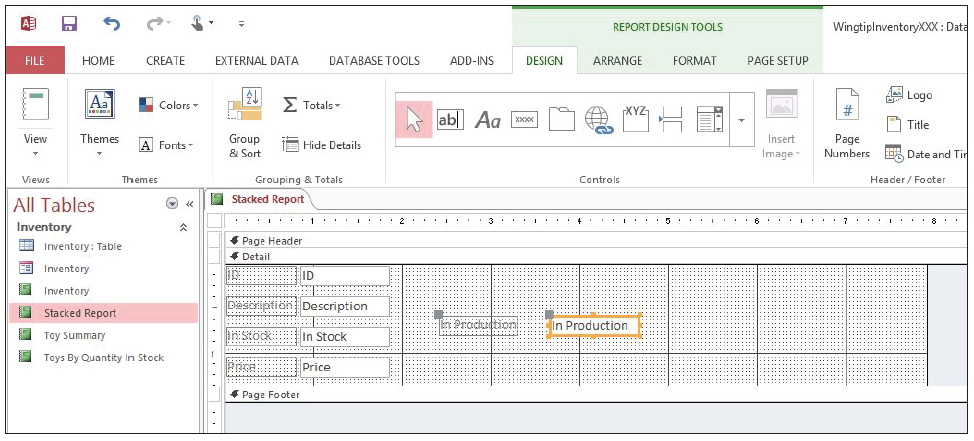 REPORT DESIGN TOOLS
WingtipInventoryXXX : Data
FILE HOME CREATE EXTERNAL DATA DATABASE TOOLS ADD-INS DESIGN ARRANGE FORMAT PAGE SETUP
View
Themes
Colors
Fonts
Group & Sort
Totals
Hide Details
ab
Aa
XXXX
XYZ
Insert Image
Page Numbers
Logo
Title
Date and Tim
Views Themes Grouping & Totals Controls Header / Footer
All Tables
Inventory
Inventory : Table
Inventory
Inventory
Stacked Report
Toy Summary
Toys By Quantity In Stock
Stacked Report
1 2 3 4 5 6 7 8
Page Header
Detail
ID ID
Description Description
In Production In Production
In Stock In Stock
1
Price Price
Page Footer